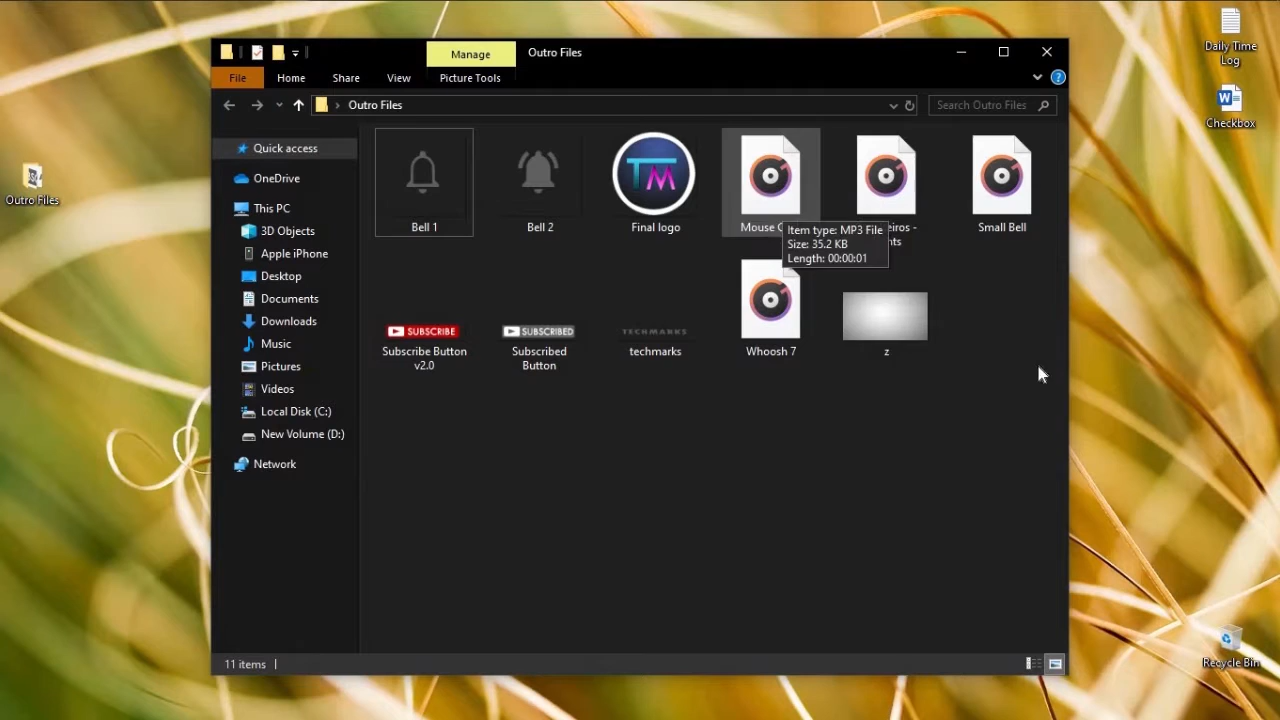 Manage
Outro Files
File
Home
Share
View
Picture Tools
Outro Files
Search Outro Files
Daily Time
Log
Checkbox
Outro Files
Quick access
OneDrive
This PC
3D Objects
Apple iPhone
Desktop
Documents
Downloads
Music
Pictures
Videos
Local Disk (C:)
New Volume (D:)
Network
TM
Bell 1
Bell 2
Final logo
Mouse
Small Bell
Item type: MP3 File
Size: 35.2 KB
Length: 00:00:01
SUBSCRIBE
SUBSCRIBED
TECHMARKS
Subscribe Button
v2.0
Subscribed
Button
techmarks
Whoosh 7
z
11 items
Recycle Bin